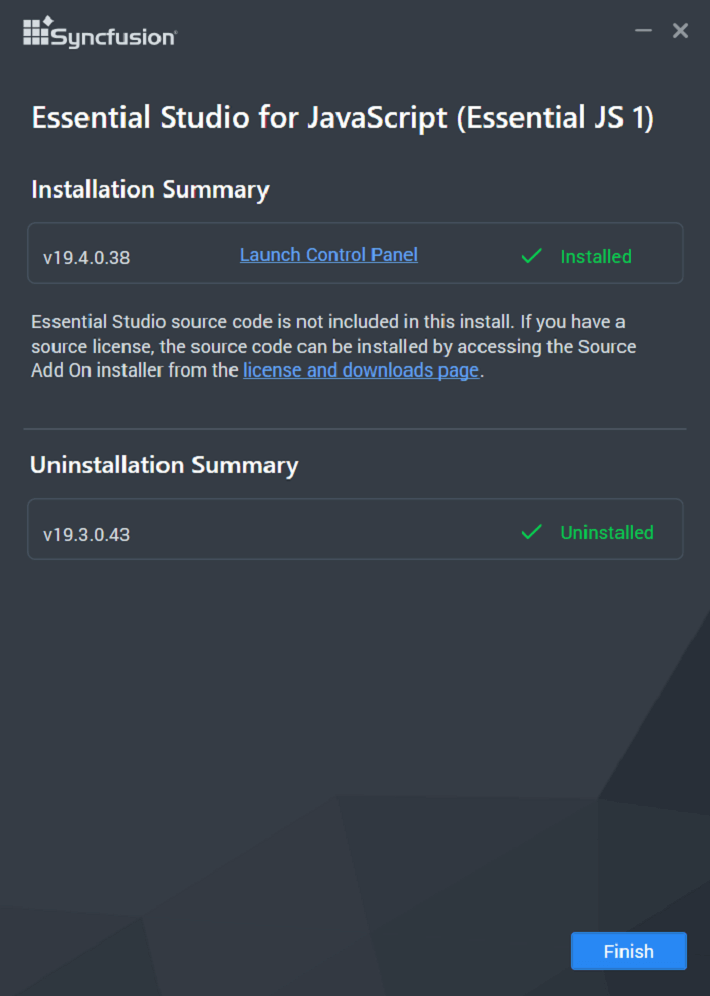 Syncfusion
Essential Studio for JavaScript (Essential JS 1)
Installation Summary
v19.4.0.38 Launch Control Panel Installed
Essential Studio source code is not included in this install. If you have a
source license, the source code can be installed by accessing the Source
Add On installer from the license and downloads page.
Uninstallation Summary
v19.3.0.43 Uninstalled
Finish